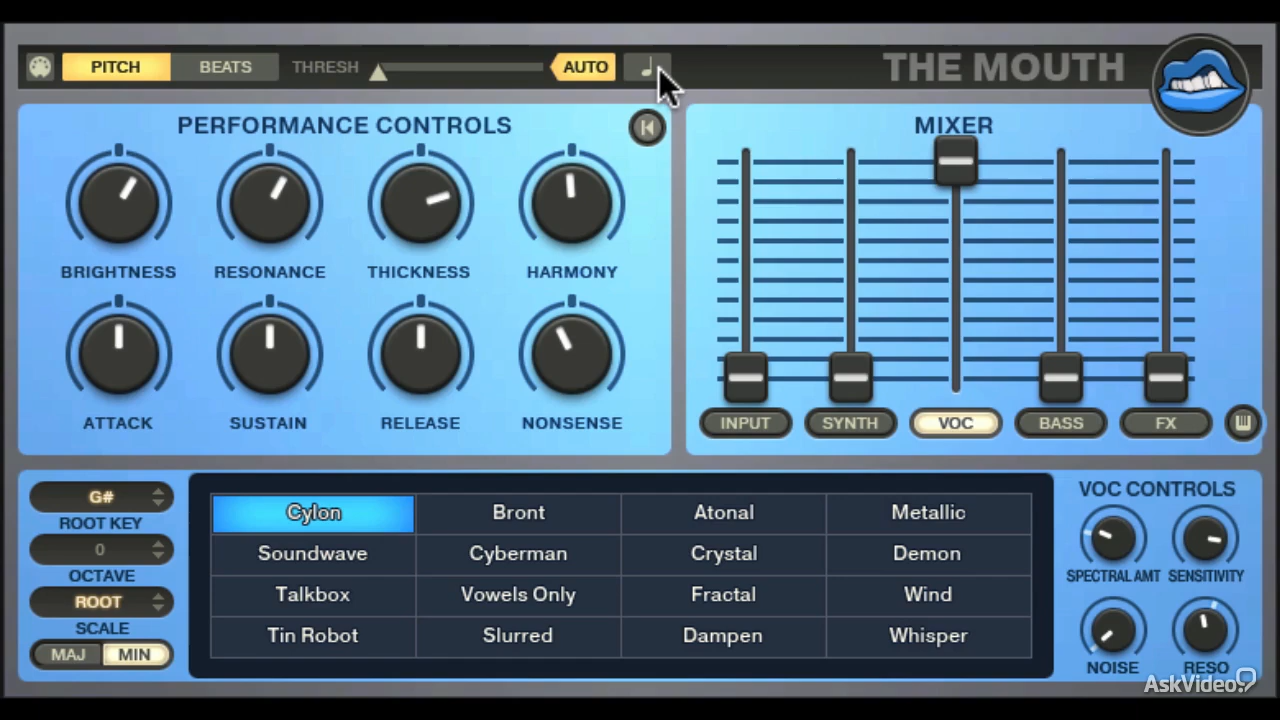 PITCH BEATS THRESH AUTO THE MOUTH
PERFORMANCE CONTROLS
BRIGHTNESS RESONANCE THICKNESS HARMONY
ATTACK SUSTAIN RELEASE NONSENSE
MIXER
INPUT SYNTH VOC BASS FX
G#
ROOT KEY
0
OCTAVE
ROOT
SCALE
MAJ MIN
Cylon Bront Atonal Metallic
Soundwave Cyberman Crystal Demon
Talkbox Vowels Only Fractal Wind
Tin Robot Slurred Dampen Whisper
VOC CONTROLS
SPECTRAL AMT SENSITIVITY
NOISE RESO
AskVideo